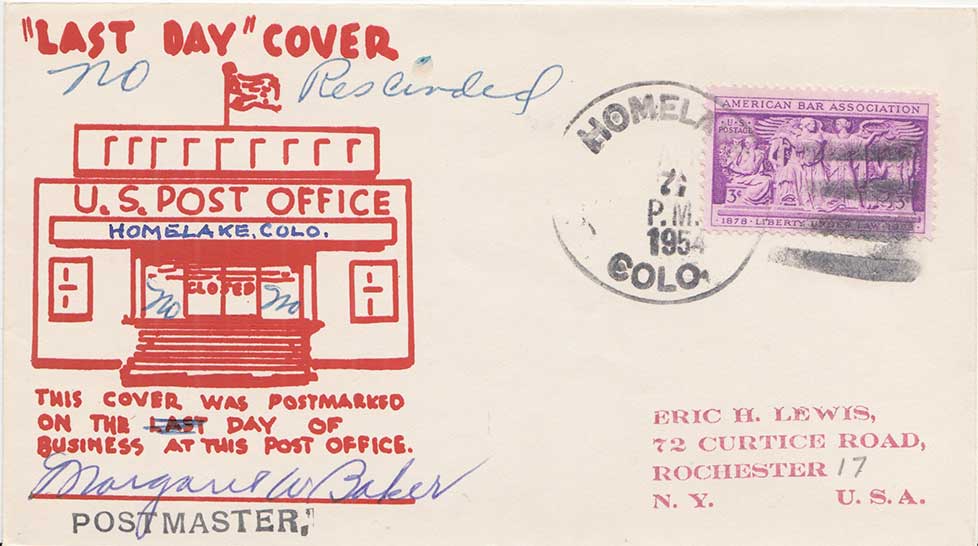 "LAST DAY" COVER
No Rescinded
U.S. POST OFFICE
HOMELAKE, COLO.
CLOSED
No No
THIS COVER WAS POSTMARKED
ON THE LAST DAY OF
BUSINESS AT THIS POST OFFICE.
Margaret W Baker
POSTMASTER,
HOMELA
P.M.
1954
COLO.
AMERICAN BAR ASSOCIATION
U·S·
POSTAGE
3¢ 3¢
1878 · LIBERTY UNDER LAW
ERIC H. LEWIS,
72 CURTICE ROAD,
ROCHESTER 17
N. Y. U. S. A.